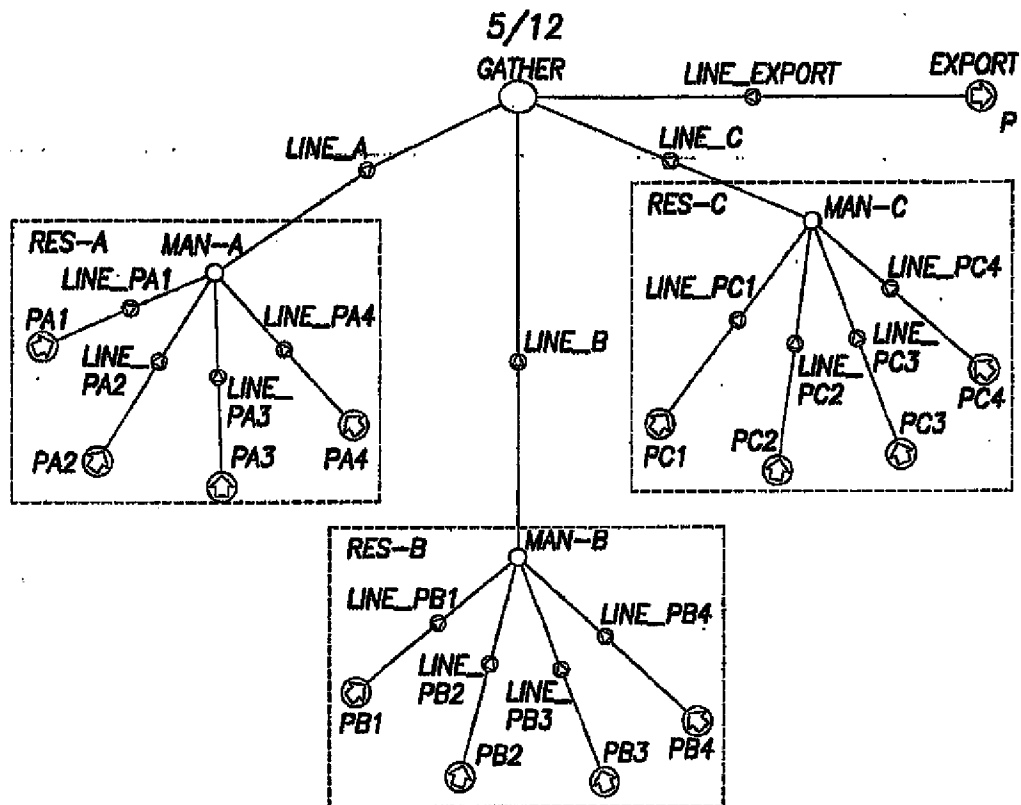 5/12
GATHER
LINE_EXPORT
EXPORT
P
LINE_A
LINE_C
RES-A
MAN-A
LINE_PA1
PA1
LINE_PA4
LINE_
PA2
LINE_
PA3
PA2
PA3
PA4
LINE_B
RES-C
MAN-C
LINE_PC4
LINE_PC1
LINE_
PC2
LINE_
PC3
PC4
PC1
PC2
PC3
RES-B
MAN-B
LINE_PB1
LINE_PB4
LINE_
PB2
LINE_
PB3
PB1
PB2
PB3
PB4